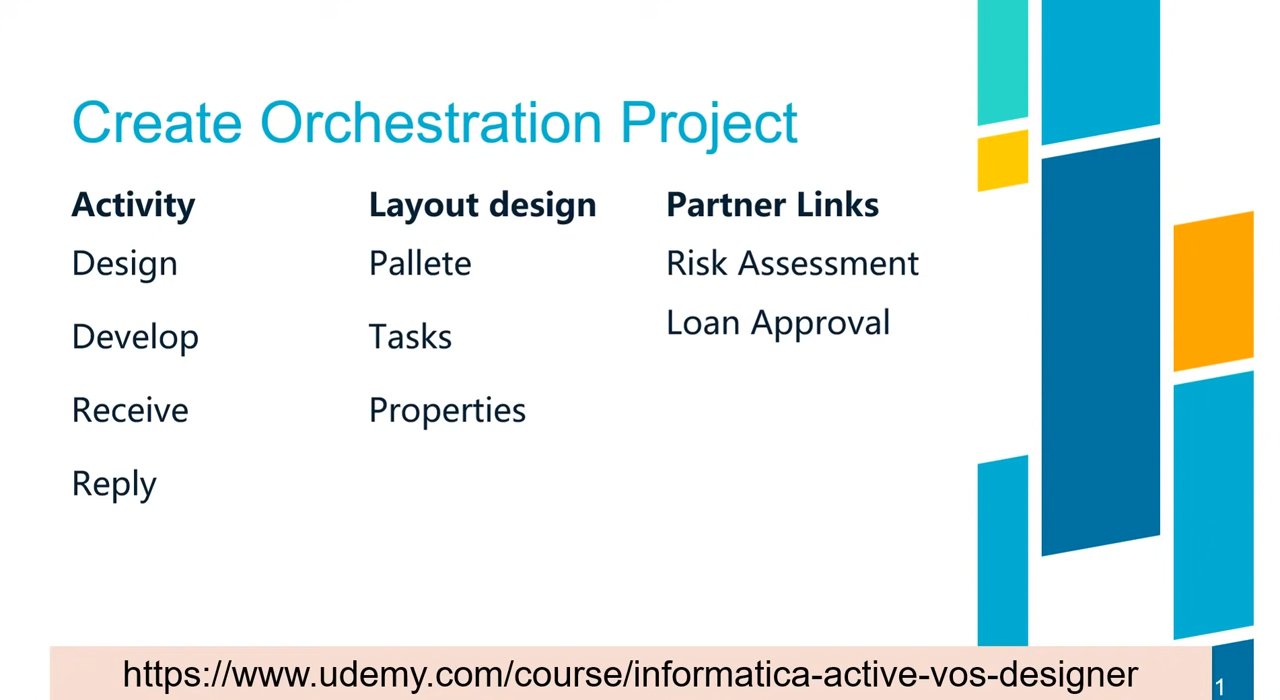 Create Orchestration Project
Activity
Design
Develop
Receive
Reply
Layout design
Pallete
Tasks
Properties
Partner Links
Risk Assessment
Loan Approval
https://www.udemy.com/course/informatica-active-vos-designer
1